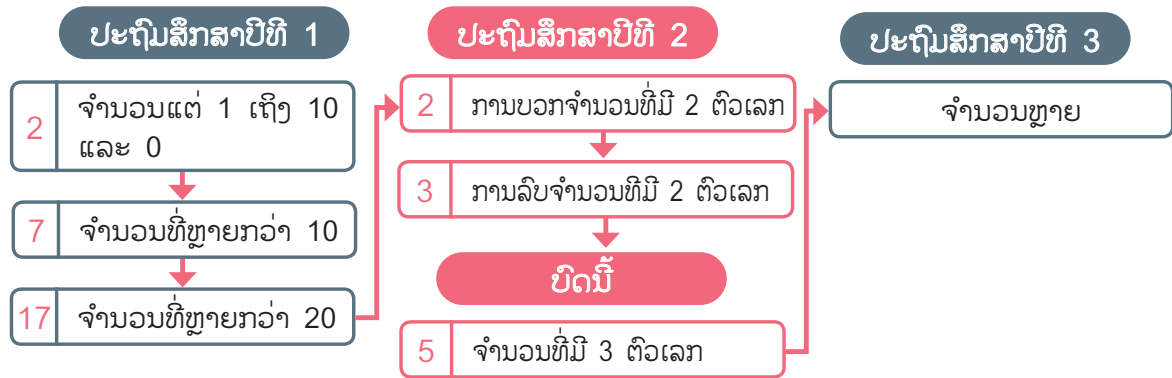 ປະຖົມສຶກສາປີທີ 1
2 ຈຳນວນແຕ່ 1 ເຖິງ 10
ແລະ 0
7 ຈຳນວນທີ່ຫຼາຍກວ່າ 10
17 ຈຳນວນທີ່ຫຼາຍກວ່າ 20
ປະຖົມສຶກສາປີທີ 2
2 ການບວກຈຳນວນທີ່ມີ 2 ຕົວເລກ
3 ການລົບຈຳນວນທີມີ 2 ຕົວເລກ
ບົດນີ້
5 ຈຳນວນທີ່ມີ 3 ຕົວເລກ
ປະຖົມສຶກສາປີທີ 3
ຈຳນວນຫຼາຍ